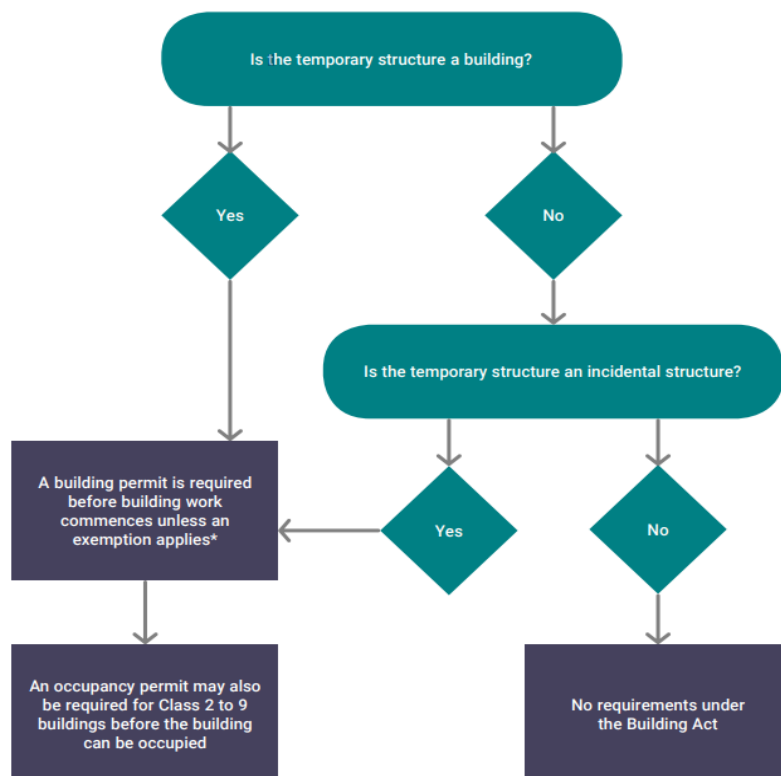 Is the temporary structure a building?
Yes
No
Is the temporary structure an incidental structure?
A building permit is required
before building work
commences unless an
exemption applies*
Yes
No
An occupancy permit may also
be required for Class 2 to 9
buildings before the building
can be occupied
No requirements under
the Building Act